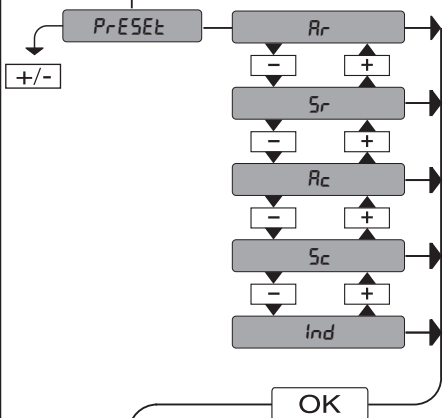 PrESEt Ar
+/- − +
Sr
− +
Ac
− +
Sc
− +
Ind
OK